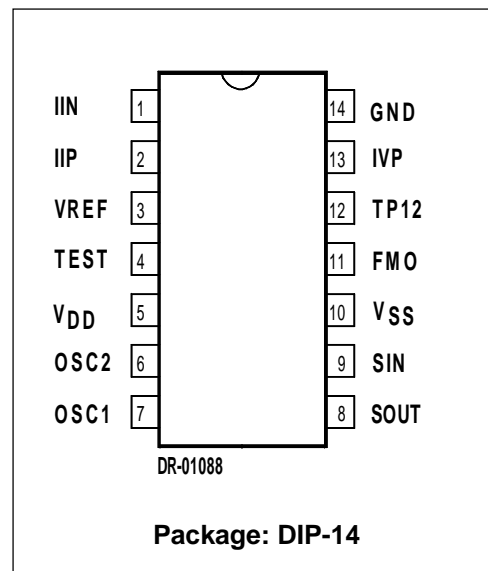 IIN 1 14 GND
IIP 2 13 IVP
VREF 3 12 TP12
TEST 4 11 FMO
VDD 5 10 VSS
OSC2 6 9 SIN
OSC1 7 8 SOUT
DR-01088
Package: DIP-14